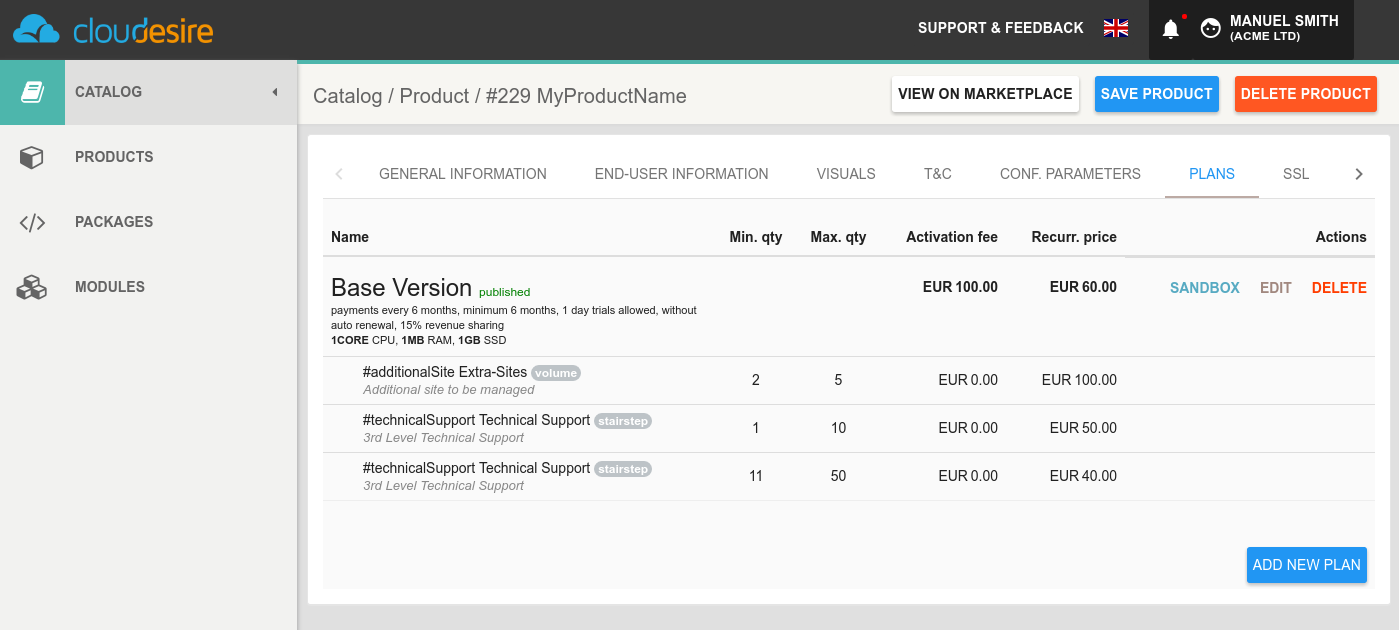 cloudesire
SUPPORT & FEEDBACK
MANUEL SMITH
(ACME LTD)
CATALOG
PRODUCTS
PACKAGES
MODULES
Catalog / Product / #229 MyProductName
VIEW ON MARKETPLACE
SAVE PRODUCT
DELETE PRODUCT
GENERAL INFORMATION
END-USER INFORMATION
VISUALS
T&C
CONF. PARAMETERS
PLANS
SSL
Name Min. qty Max. qty Activation fee Recurr. price Actions
Base Version published EUR 100.00 EUR 60.00 SANDBOX EDIT DELETE
payments every 6 months, minimum 6 months, 1 day trials allowed, without
auto renewal, 15% revenue sharing
1CORE CPU, 1MB RAM, 1GB SSD
#additionalSite Extra-Sites volume 2 5 EUR 0.00 EUR 100.00
Additional site to be managed
#technicalSupport Technical Support stairstep 1 10 EUR 0.00 EUR 50.00
3rd Level Technical Support
#technicalSupport Technical Support stairstep 11 50 EUR 0.00 EUR 40.00
3rd Level Technical Support
ADD NEW PLAN